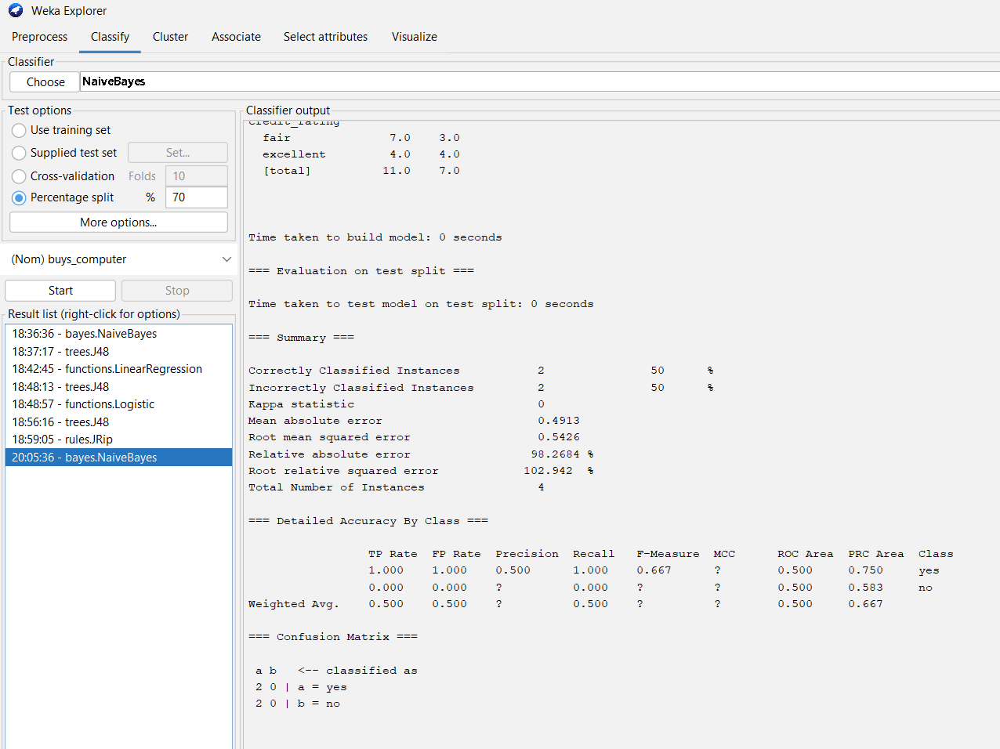 Weka Explorer
Preprocess Classify Cluster Associate Select attributes Visualize
Classifier
Choose NaiveBayes
Test options
Use training set
Supplied test set Set...
Cross-validation Folds 10
Percentage split % 70
More options...
(Nom) buys_computer
Start Stop
Result list (right-click for options)
18:36:36 - bayes.NaiveBayes
18:37:17 - trees.J48
18:42:45 - functions.LinearRegression
18:48:13 - trees.J48
18:48:57 - functions.Logistic
18:56:16 - trees.J48
18:59:05 - rules.JRip
20:05:36 - bayes.NaiveBayes
Classifier output
credit_rating
fair 7.0 3.0
excellent 4.0 4.0
[total] 11.0 7.0
Time taken to build model: 0 seconds
=== Evaluation on test split ===
Time taken to test model on test split: 0 seconds
=== Summary ===
Correctly Classified Instances 2 50 %
Incorrectly Classified Instances 2 50 %
Kappa statistic 0
Mean absolute error 0.4913
Root mean squared error 0.5426
Relative absolute error 98.2684 %
Root relative squared error 102.942 %
Total Number of Instances 4
=== Detailed Accuracy By Class ===
TP Rate FP Rate Precision Recall F-Measure MCC ROC Area PRC Area Class
1.000 1.000 0.500 1.000 0.667 ? 0.500 0.750 yes
0.000 0.000 ? 0.000 ? ? 0.500 0.583 no
Weighted Avg. 0.500 0.500 ? 0.500 ? ? 0.500 0.667
=== Confusion Matrix ===
a b <-- classified as
2 0 | a = yes
2 0 | b = no